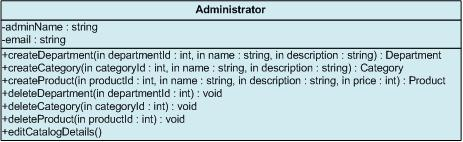 Administrator
-adminName : string
-email : string
+createDepartment(in departmentId : int, in name : string, in description : string) : Department
+createCategory(in categoryId : int, in name : string, in description : string) : Category
+createProduct(in productId : int, in name : string, in description : string, in price : int) : Product
+deleteDepartment(in departmentId : int) : void
+deleteCategory(in categoryId : int) : void
+deleteProduct(in productId : int) : void
+editCatalogDetails()